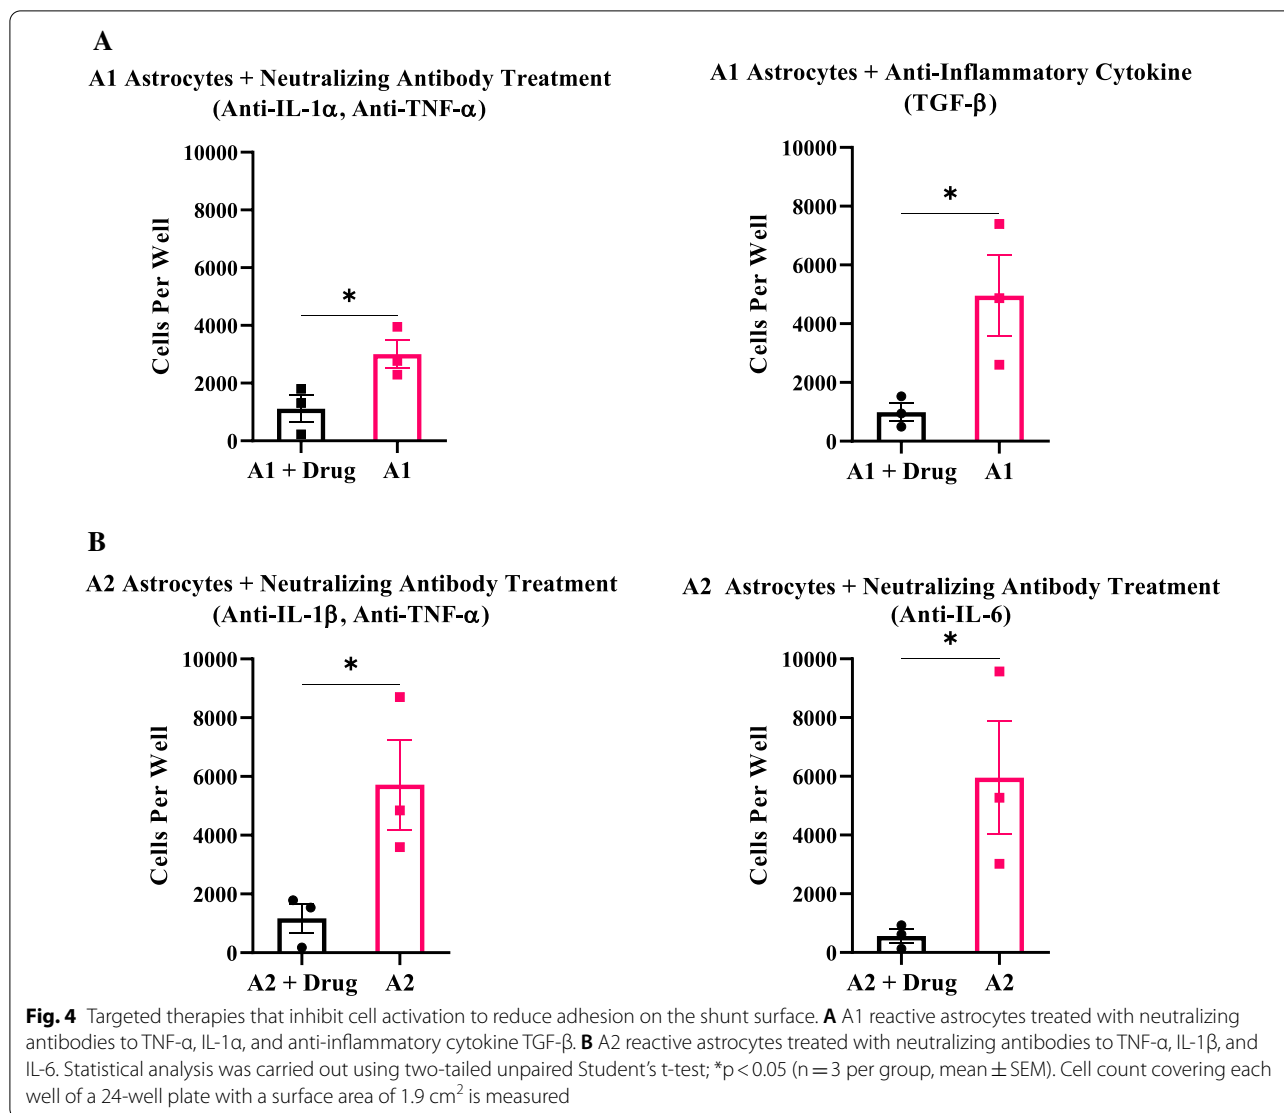 A
A1 Astrocytes + Neutralizing Antibody Treatment
(Anti-IL-1α, Anti-TNF-α)
10000
8000
6000
4000
2000
0
Cells Per Well
*
A1 + Drug A1
A1 Astrocytes + Anti-Inflammatory Cytokine
(TGF-β)
10000
8000
6000
4000
2000
0
Cells Per Well
*
A1 + Drug A1
B
A2 Astrocytes + Neutralizing Antibody Treatment
(Anti-IL-1β, Anti-TNF-α)
10000
8000
6000
4000
2000
0
Cells Per Well
*
A2 + Drug A2
A2 Astrocytes + Neutralizing Antibody Treatment
(Anti-IL-6)
10000
8000
6000
4000
2000
0
Cells Per Well
*
A2 + Drug A2
Fig. 4 Targeted therapies that inhibit cell activation to reduce adhesion on the shunt surface. A A1 reactive astrocytes treated with neutralizing
antibodies to TNF-α, IL-1α, and anti-inflammatory cytokine TGF-β. B A2 reactive astrocytes treated with neutralizing antibodies to TNF-α, IL-1β, and
IL-6. Statistical analysis was carried out using two-tailed unpaired Student's t-test; *p < 0.05 (n = 3 per group, mean ± SEM). Cell count covering each
well of a 24-well plate with a surface area of 1.9 cm² is measured